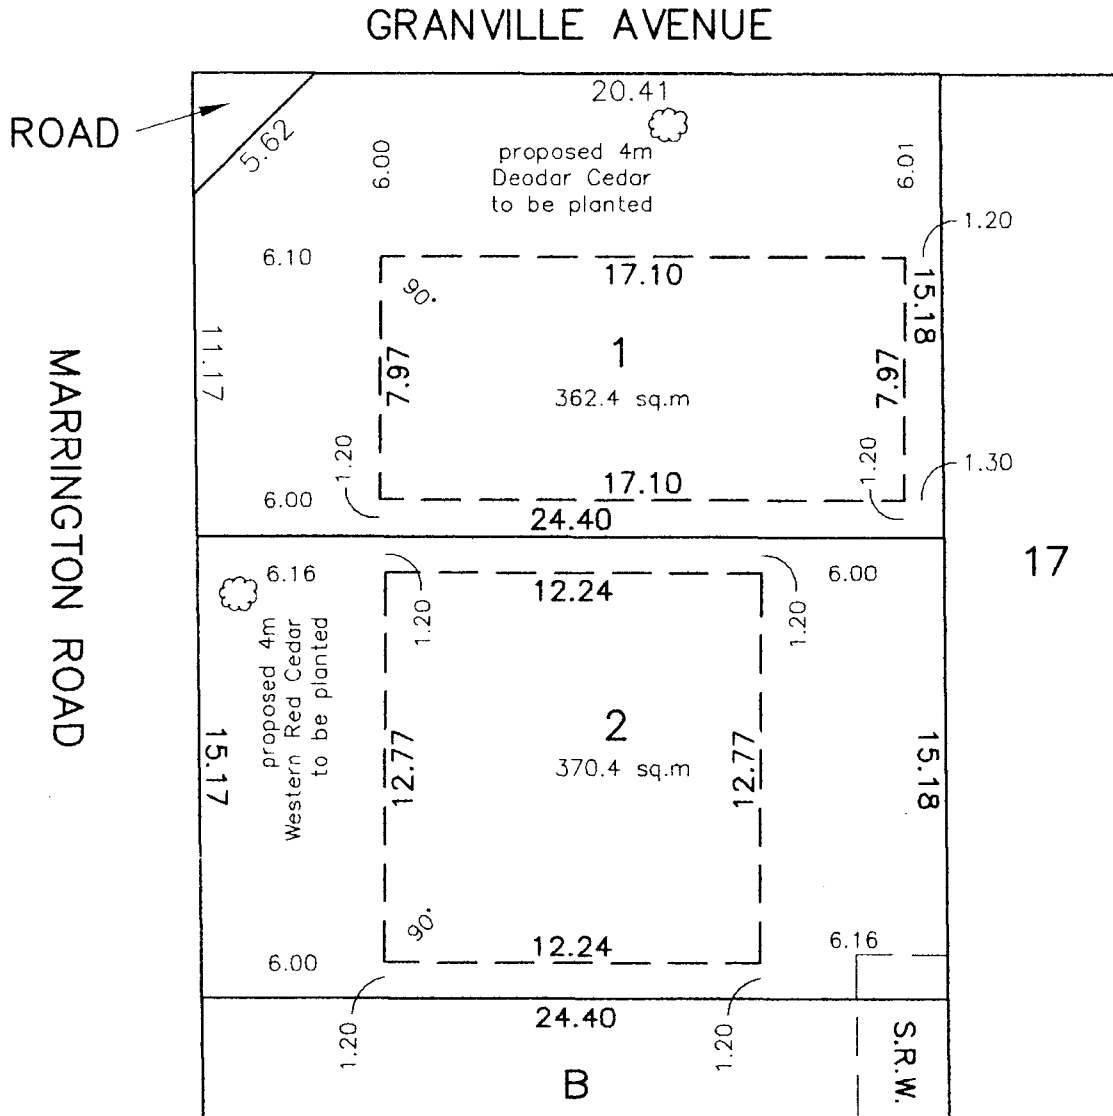 GRANVILLE AVENUE
20.41
ROAD
5.62
6.00
proposed 4m
Deodar Cedar
to be planted
6.01
1.20
6.10
17.10
90°
15.18
11.17
7.97
1
362.4 sq.m
7.97
MARRINGTON ROAD
1.20
1.20
1.30
6.00
17.10
24.40
17
6.16
12.24
6.00
1.20
1.20
proposed 4m
Western Red Cedar
to be planted
2
370.4 sq.m
15.17
12.77
12.77
15.18
90°
12.24
6.16
6.00
24.40
1.20
1.20
S.R.W.
B